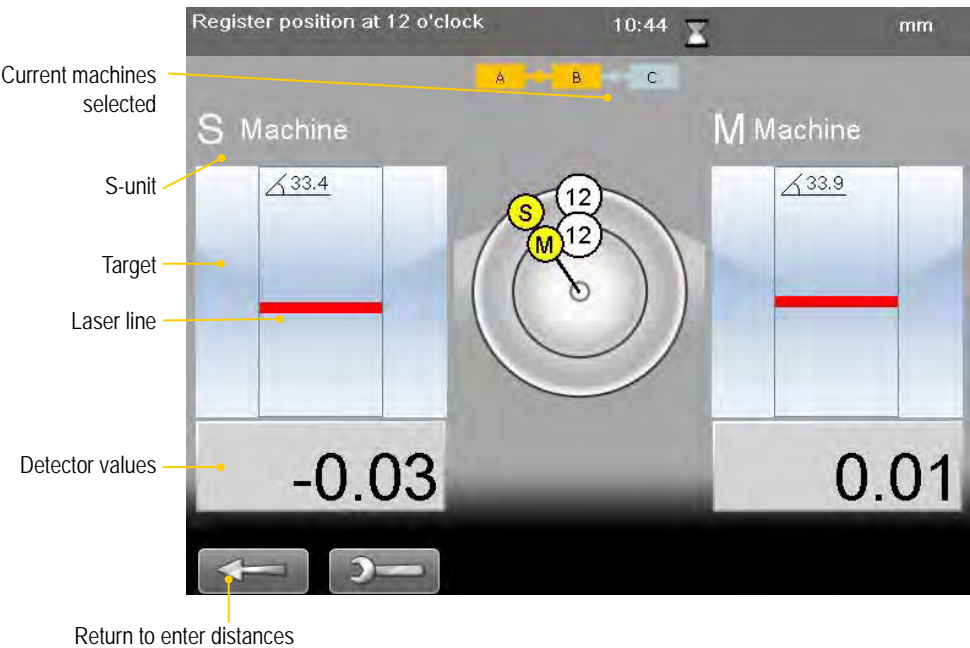 Register position at 12 o'clock 10:44 mm
Current machines
selected
A B C
S Machine M Machine
S-unit
33.4 33.9
S 12
M 12
Target
Laser line
Detector values
-0.03 0.01
Return to enter distances